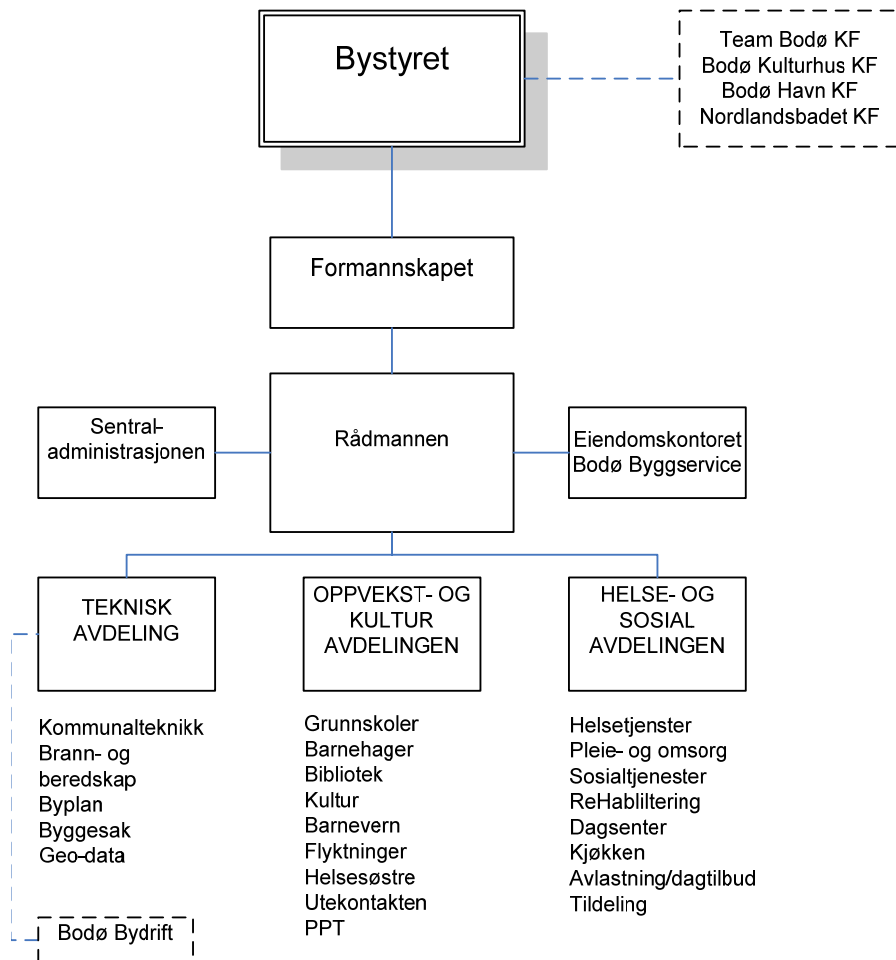 Bystyret
Team Bodø KF
Bodø Kulturhus KF
Bodø Havn KF
Nordlandsbadet KF
Formannskapet
Sentral-
administrasjonen
Rådmannen
Eiendomskontoret
Bodø Byggservice
TEKNISK
AVDELING
OPPVEKST- OG
KULTUR
AVDELINGEN
HELSE- OG
SOSIAL
AVDELINGEN
Kommunalteknikk
Brann- og
beredskap
Byplan
Byggesak
Geo-data
Grunnskoler
Barnehager
Bibliotek
Kultur
Barnevern
Flyktninger
Helsesøstre
Utekontakten
PPT
Helsetjenster
Pleie- og omsorg
Sosialtjenester
ReHabliltering
Dagsenter
Kjøkken
Avlastning/dagtilbud
Tildeling
Bodø Bydrift